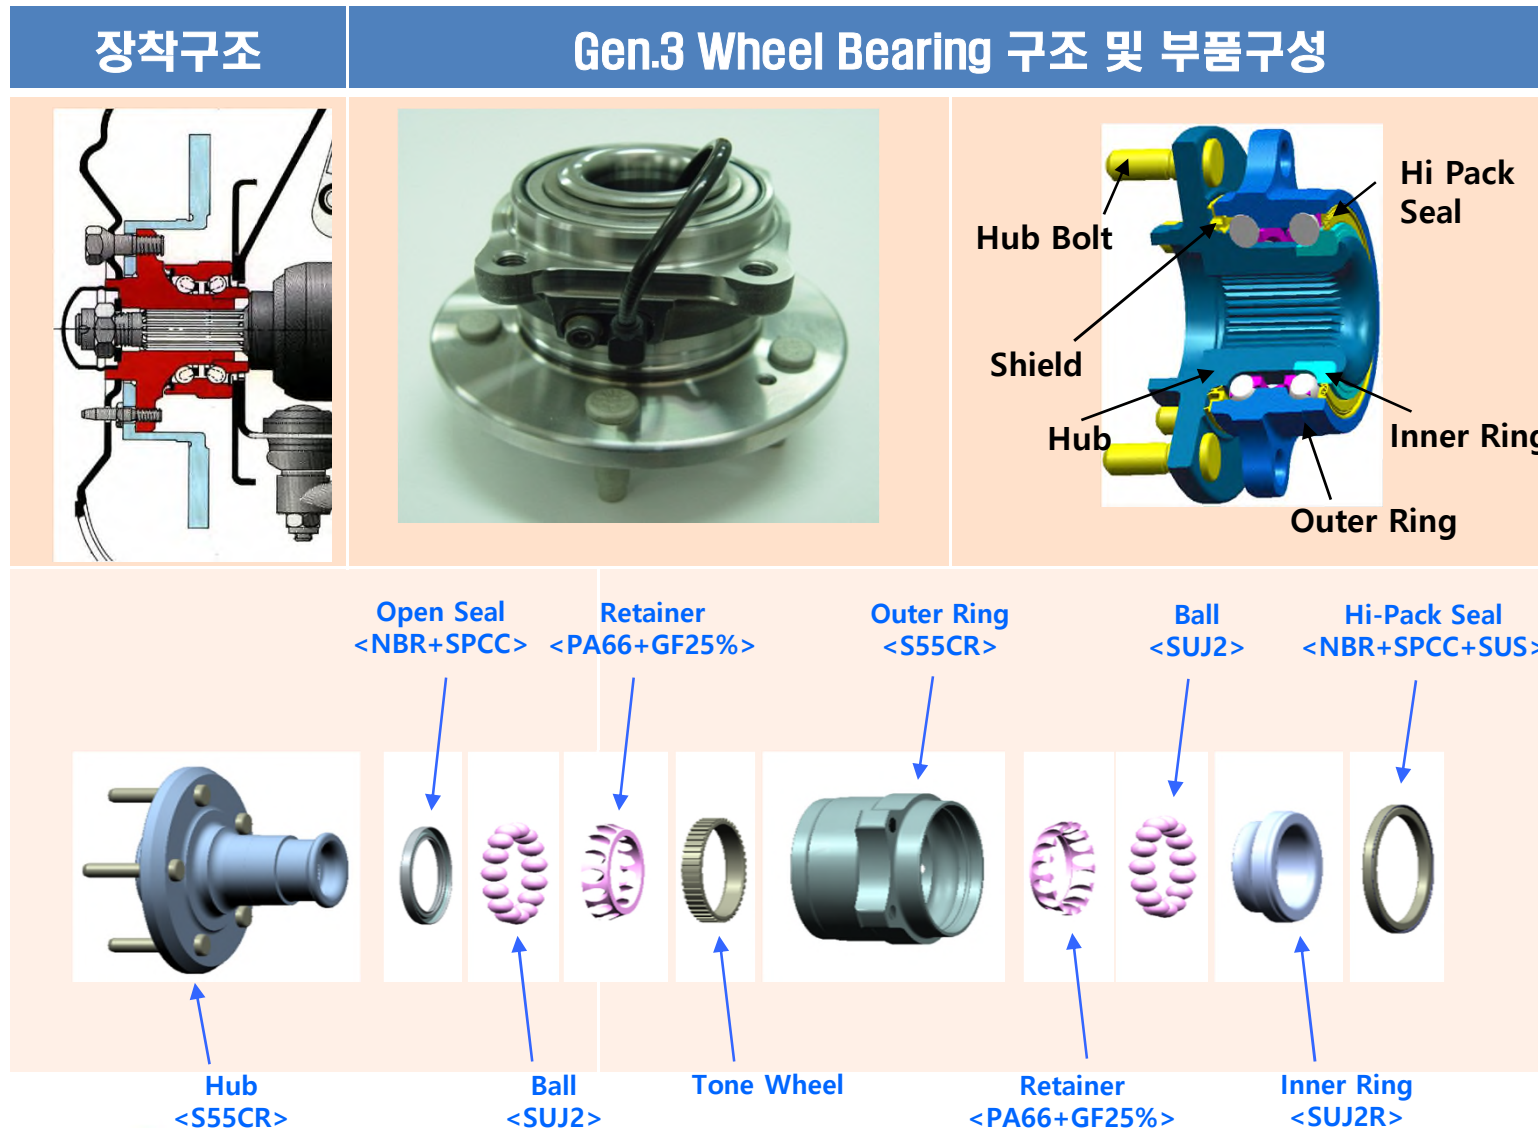 장착구조
Gen.3 Wheel Bearing 구조 및 부품구성
Hi Pack
Seal
Hub Bolt
Shield
Hub
Inner Ring
Outer Ring
Open Seal
<NBR+SPCC>
Retainer
<PA66+GF25%>
Outer Ring
<S55CR>
Ball
<SUJ2>
Hi-Pack Seal
<NBR+SPCC+SUS>
Hub
<S55CR>
Ball
<SUJ2>
Tone Wheel
Retainer
<PA66+GF25%>
Inner Ring
<SUJ2R>